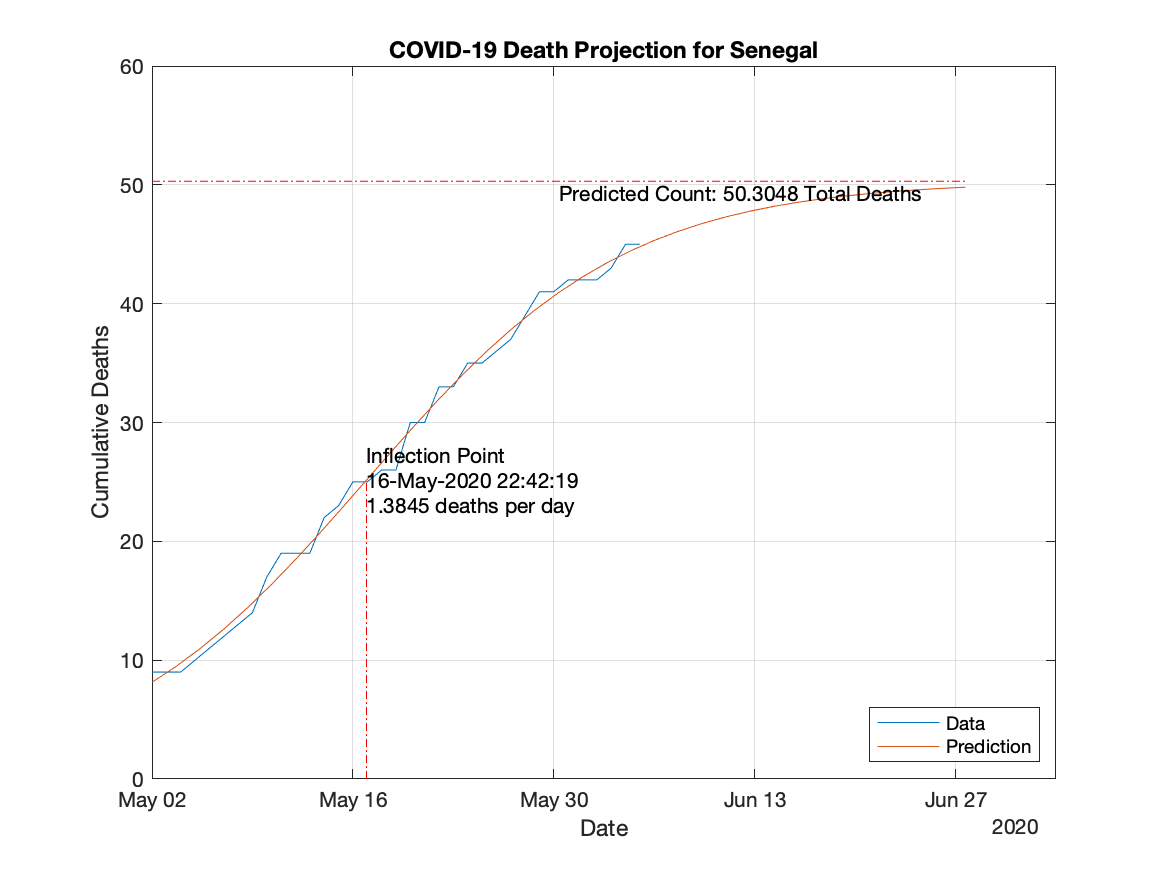 COVID-19 Death Projection for Senegal
60
50
40
30
20
10
0
Cumulative Deaths
Predicted Count: 50.3048 Total Deaths
Inflection Point
16-May-2020 22:42:19
1.3845 deaths per day
Data
Prediction
May 02
May 16
May 30
Jun 13
Jun 27
Date
2020